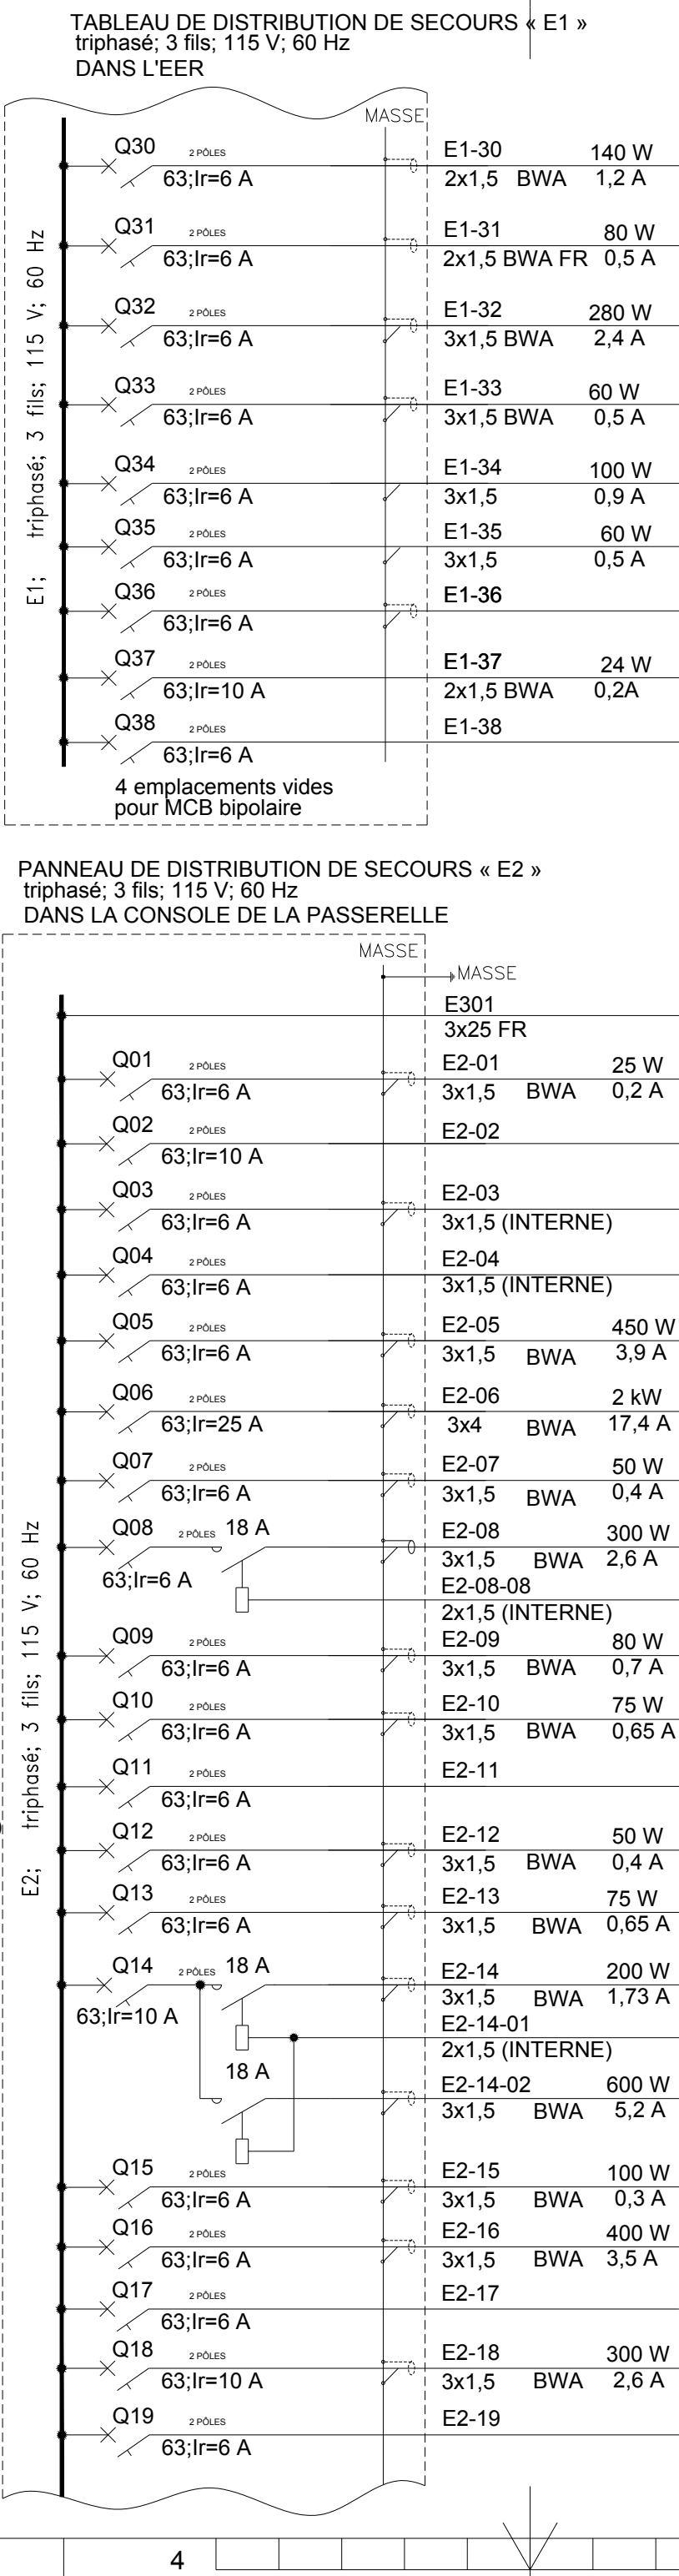 TABLEAU DE DISTRIBUTION DE SECOURS « E1 »
triphasé; 3 fils; 115 V; 60 Hz
DANS L'EER
MASSE
E1; triphasé; 3 fils; 115 V; 60 Hz
Q30 2 PÔLES E1-30 140 W
63;Ir=6 A 2x1,5 BWA 1,2 A
Q31 2 PÔLES E1-31 80 W
63;Ir=6 A 2x1,5 BWA FR 0,5 A
Q32 2 PÔLES E1-32 280 W
63;Ir=6 A 3x1,5 BWA 2,4 A
Q33 2 PÔLES E1-33 60 W
63;Ir=6 A 3x1,5 BWA 0,5 A
Q34 2 PÔLES E1-34 100 W
63;Ir=6 A 3x1,5 0,9 A
Q35 2 PÔLES E1-35 60 W
63;Ir=6 A 3x1,5 0,5 A
Q36 2 PÔLES E1-36
63;Ir=6 A
Q37 2 PÔLES E1-37 24 W
63;Ir=10 A 2x1,5 BWA 0,2A
Q38 2 PÔLES E1-38
63;Ir=6 A
4 emplacements vides
pour MCB bipolaire
PANNEAU DE DISTRIBUTION DE SECOURS « E2 »
triphasé; 3 fils; 115 V; 60 Hz
DANS LA CONSOLE DE LA PASSERELLE
MASSE
MASSE
E2; triphasé; 3 fils; 115 V; 60 Hz
E301
3x25 FR
Q01 2 PÔLES E2-01 25 W
63;Ir=6 A 3x1,5 BWA 0,2 A
Q02 2 PÔLES E2-02
63;Ir=10 A
Q03 2 PÔLES E2-03
63;Ir=6 A 3x1,5 (INTERNE)
Q04 2 PÔLES E2-04
63;Ir=6 A 3x1,5 (INTERNE)
Q05 2 PÔLES E2-05 450 W
63;Ir=6 A 3x1,5 BWA 3,9 A
Q06 2 PÔLES E2-06 2 kW
63;Ir=25 A 3x4 BWA 17,4 A
Q07 2 PÔLES E2-07 50 W
63;Ir=6 A 3x1,5 BWA 0,4 A
Q08 2 PÔLES 18 A E2-08 300 W
63;Ir=6 A 3x1,5 BWA 2,6 A
E2-08-08
2x1,5 (INTERNE)
Q09 2 PÔLES E2-09 80 W
63;Ir=6 A 3x1,5 BWA 0,7 A
Q10 2 PÔLES E2-10 75 W
63;Ir=6 A 3x1,5 BWA 0,65 A
Q11 2 PÔLES E2-11
63;Ir=6 A
Q12 2 PÔLES E2-12 50 W
63;Ir=6 A 3x1,5 BWA 0,4 A
Q13 2 PÔLES E2-13 75 W
63;Ir=6 A 3x1,5 BWA 0,65 A
Q14 2 PÔLES 18 A E2-14 200 W
63;Ir=10 A 3x1,5 BWA 1,73 A
E2-14-01
2x1,5 (INTERNE)
18 A E2-14-02 600 W
3x1,5 BWA 5,2 A
Q15 2 PÔLES E2-15 100 W
63;Ir=6 A 3x1,5 BWA 0,3 A
Q16 2 PÔLES E2-16 400 W
63;Ir=6 A 3x1,5 BWA 3,5 A
Q17 2 PÔLES E2-17
63;Ir=6 A
Q18 2 PÔLES E2-18 300 W
63;Ir=10 A 3x1,5 BWA 2,6 A
Q19 2 PÔLES E2-19
63;Ir=6 A
4